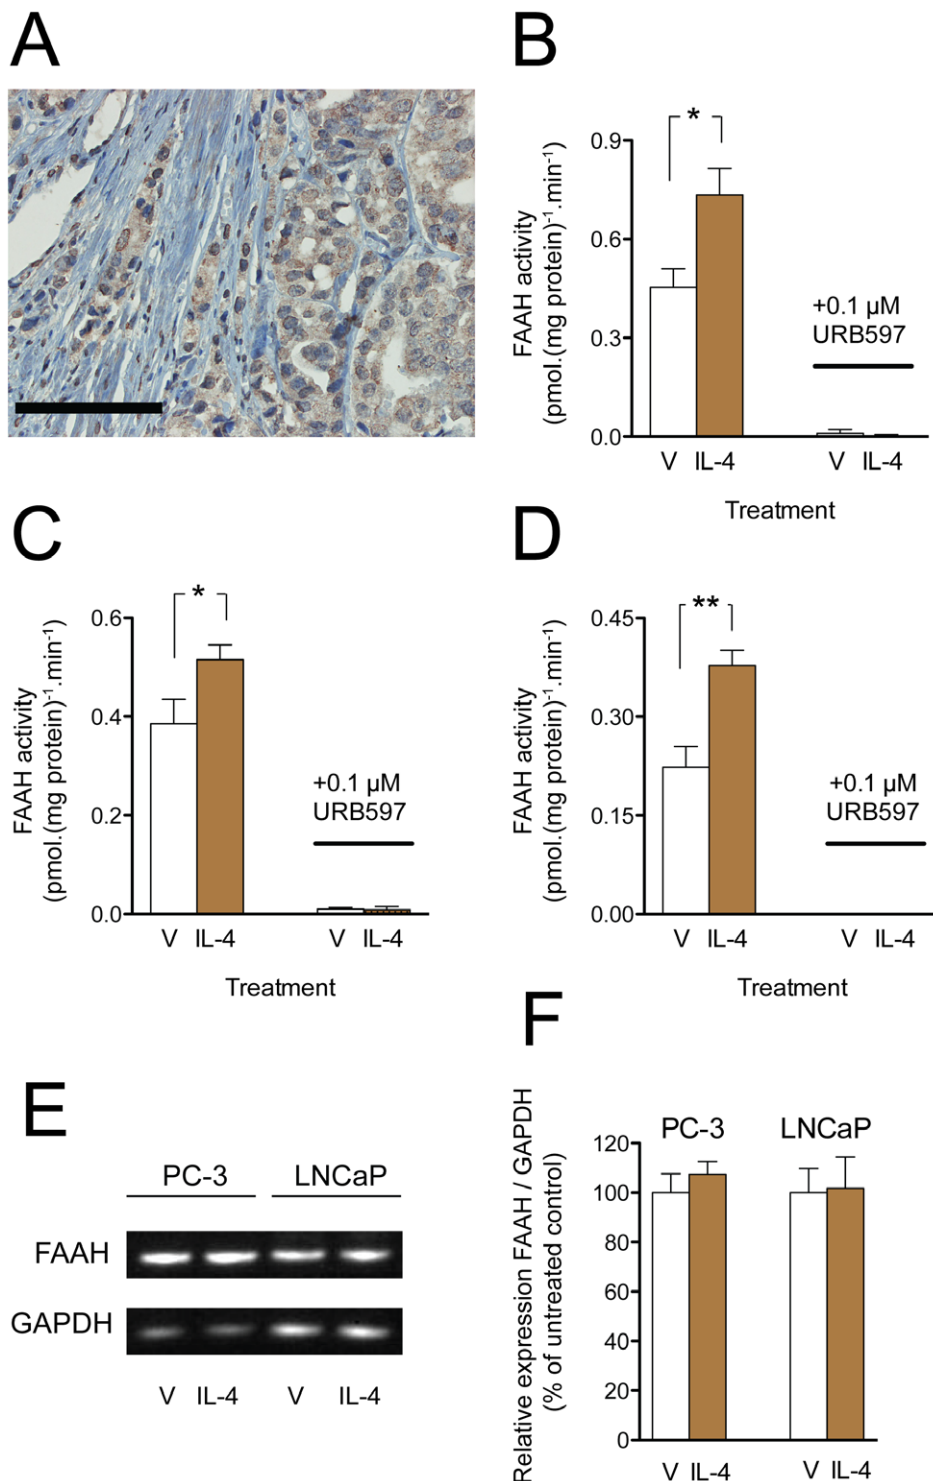 A
B
FAAH activity
(pmol.(mg protein)⁻¹.min⁻¹)
0.9
0.6
0.3
0.0
*
+0.1 µM
URB597
V IL-4 V IL-4
Treatment
C
FAAH activity
(pmol.(mg protein)⁻¹.min⁻¹)
0.6
0.4
0.2
0.0
*
+0.1 µM
URB597
V IL-4 V IL-4
Treatment
D
FAAH activity
(pmol.(mg protein)⁻¹.min⁻¹)
0.45
0.30
0.15
0.00
**
+0.1 µM
URB597
V IL-4 V IL-4
Treatment
E
PC-3 LNCaP
FAAH
GAPDH
V IL-4 V IL-4
F
Relative expression FAAH / GAPDH
(% of untreated control)
120
100
80
60
40
20
0
PC-3 LNCaP
V IL-4 V IL-4